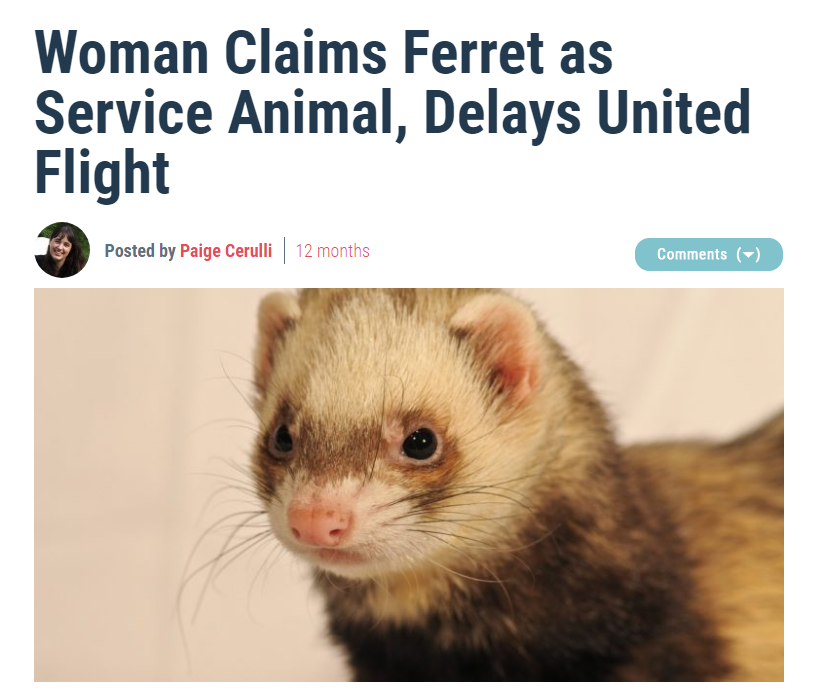 Woman Claims Ferret as
Service Animal, Delays United
Flight
Posted by Paige Cerulli 12 months
Comments (▾)